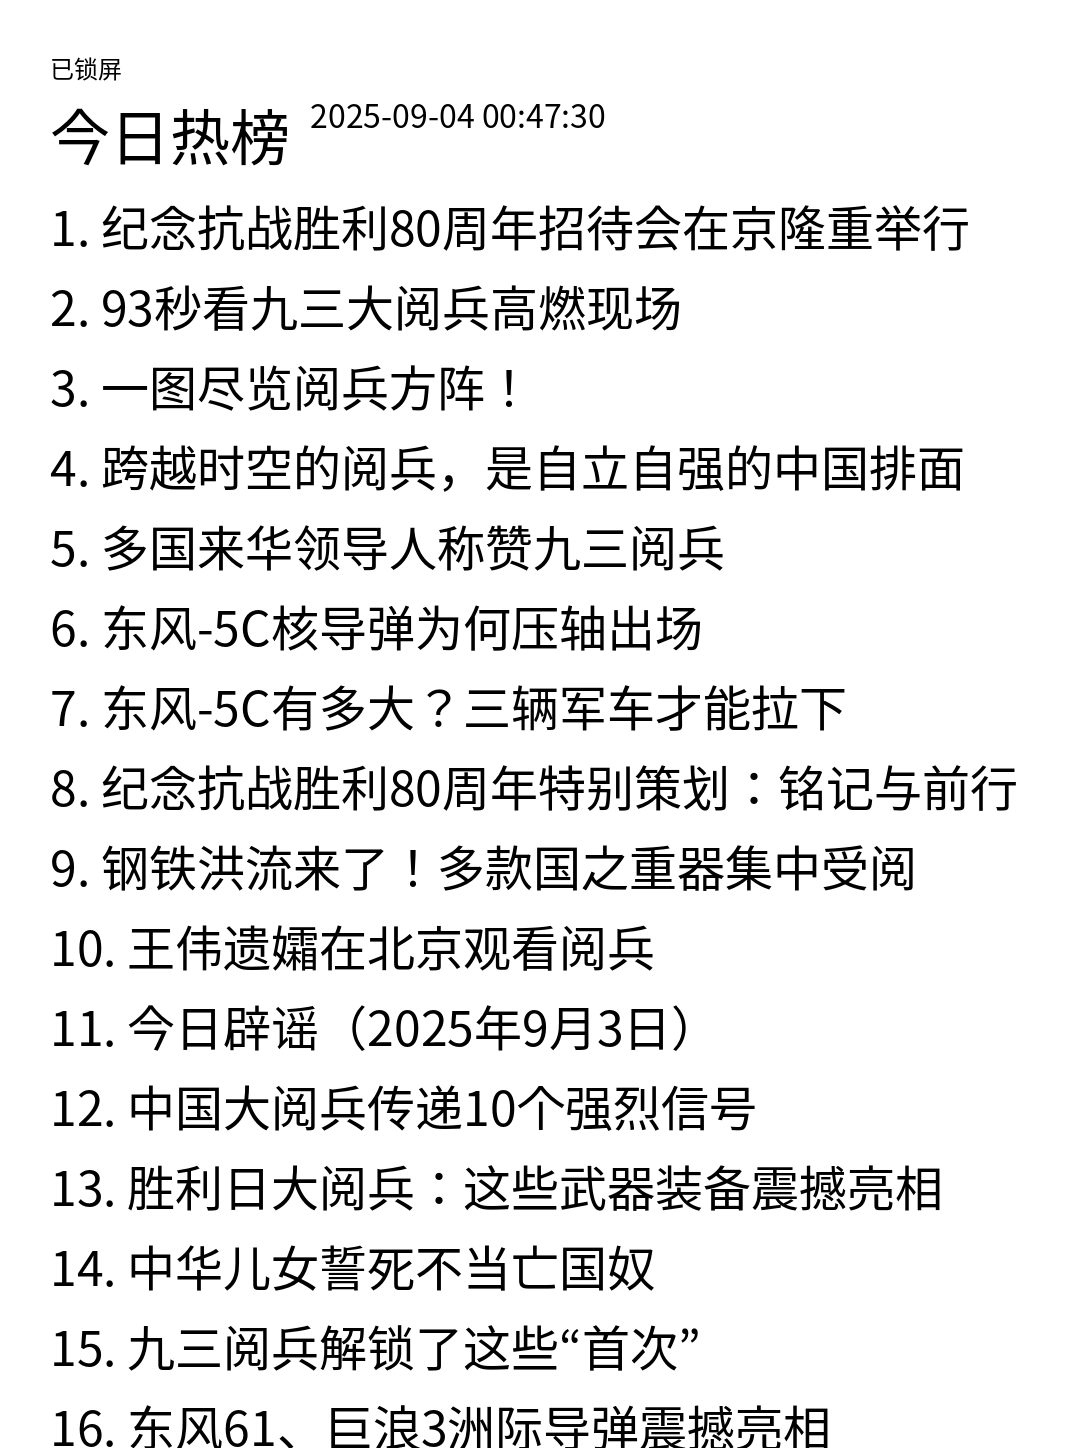 已锁屏
今日热榜 2025-09-04 00:47:30
1. 纪念抗战胜利80周年招待会在京隆重举行
2. 93秒看九三大阅兵高燃现场
3. 一图尽览阅兵方阵！
4. 跨越时空的阅兵，是自立自强的中国排面
5. 多国来华领导人称赞九三阅兵
6. 东风-5C核导弹为何压轴出场
7. 东风-5C有多大？三辆军车才能拉下
8. 纪念抗战胜利80周年特别策划：铭记与前行
9. 钢铁洪流来了！多款国之重器集中受阅
10. 王伟遗孀在北京观看阅兵
11. 今日辟谣（2025年9月3日）
12. 中国大阅兵传递10个强烈信号
13. 胜利日大阅兵：这些武器装备震撼亮相
14. 中华儿女誓死不当亡国奴
15. 九三阅兵解锁了这些“首次”
16. 东风61、巨浪3洲际导弹震撼亮相